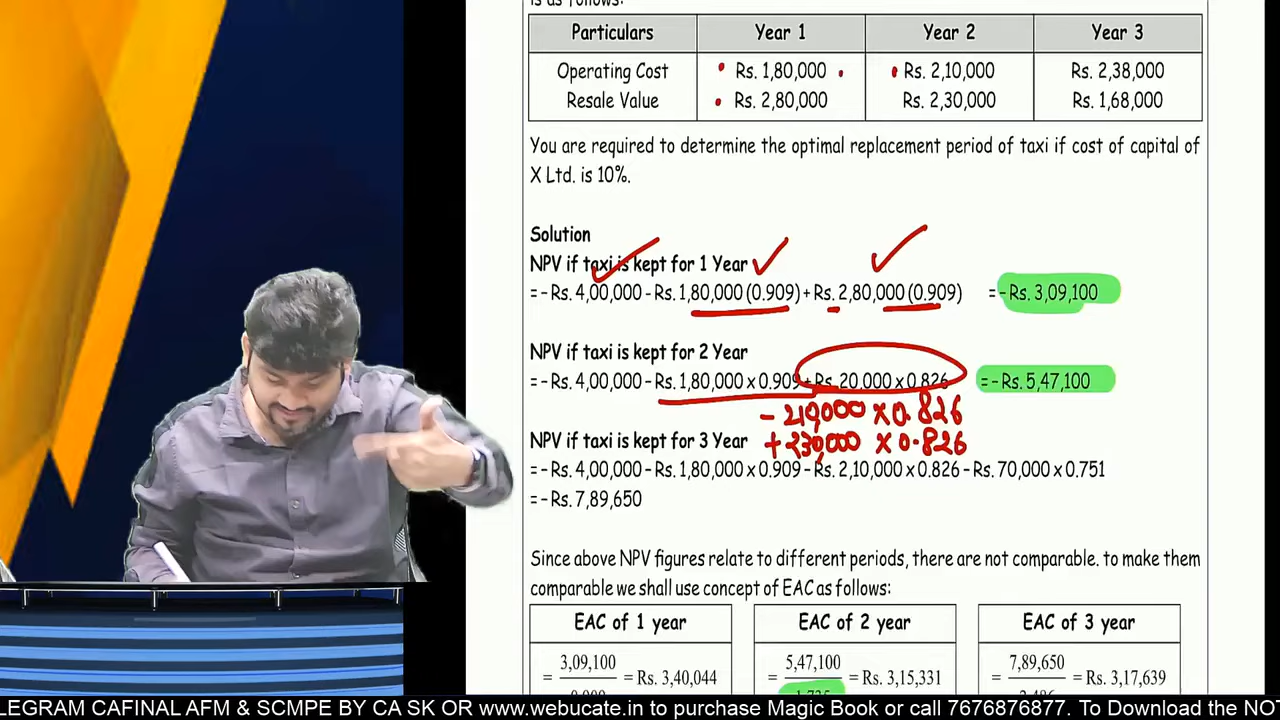 is as follows:
Particulars Year 1 Year 2 Year 3
Operating Cost Rs. 1,80,000 Rs. 2,10,000 Rs. 2,38,000
Resale Value Rs. 2,80,000 Rs. 2,30,000 Rs. 1,68,000
You are required to determine the optimal replacement period of taxi if cost of capital of
X Ltd. is 10%.
Solution
NPV if taxi is kept for 1 Year
= – Rs. 4,00,000 – Rs. 1,80,000 (0.909) + Rs. 2,80,000 (0.909) = – Rs. 3,09,100
NPV if taxi is kept for 2 Year
= – Rs. 4,00,000 – Rs. 1,80,000 x 0.909 + Rs. 20,000 x 0.826 = – Rs. 5,47,100
- 210,000 x 0.826
NPV if taxi is kept for 3 Year + 230,000 x 0.826
= – Rs. 4,00,000 – Rs. 1,80,000 x 0.909 – Rs. 2,10,000 x 0.826 – Rs. 70,000 x 0.751
= – Rs. 7,89,650
Since above NPV figures relate to different periods, there are not comparable. to make them
comparable we shall use concept of EAC as follows:
EAC of 1 year EAC of 2 year EAC of 3 year
3,09,100 5,47,100 7,89,650
= = Rs. 3,40,044 = = Rs. 3,15,331 = = Rs. 3,17,639
LEGRAM CAFINAL AFM & SCMPE BY CA SK OR www.webucate.in to purchase Magic Book or call 7676876877. To Download the NO